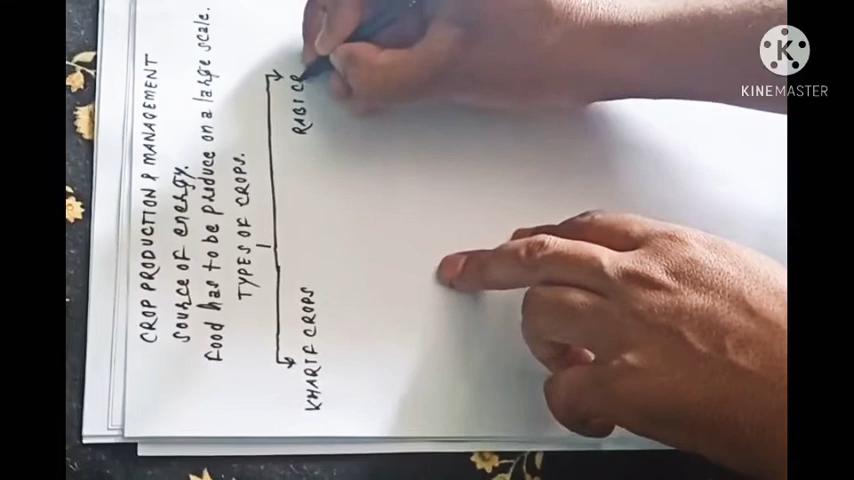 CROP PRODUCTION & MANAGEMENT
source of energy.
food has to be produce on a large scale.
TYPES OF CROPS.
KHARIF CROPS
RABI CR
K
KINEMASTER